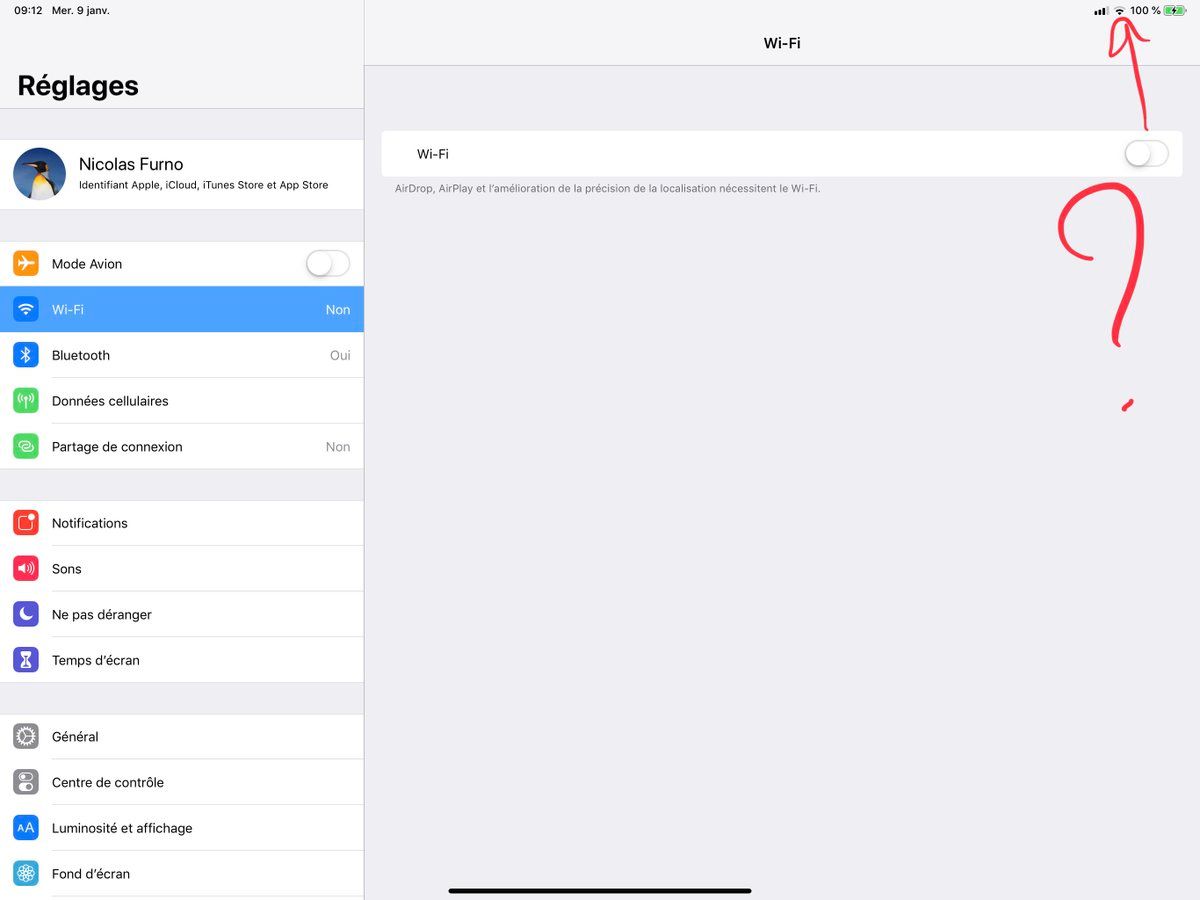 09:12 Mer. 9 janv.
100 %
Réglages
Wi-Fi
Nicolas Furno
Identifiant Apple, iCloud, iTunes Store et App Store
Mode Avion
Wi-Fi Non
Bluetooth Oui
Données cellulaires
Partage de connexion Non
Notifications
Sons
Ne pas déranger
Temps d’écran
Général
Centre de contrôle
AA Luminosité et affichage
Fond d’écran
Wi-Fi
AirDrop, AirPlay et l’amélioration de la précision de la localisation nécessitent le Wi-Fi.
?